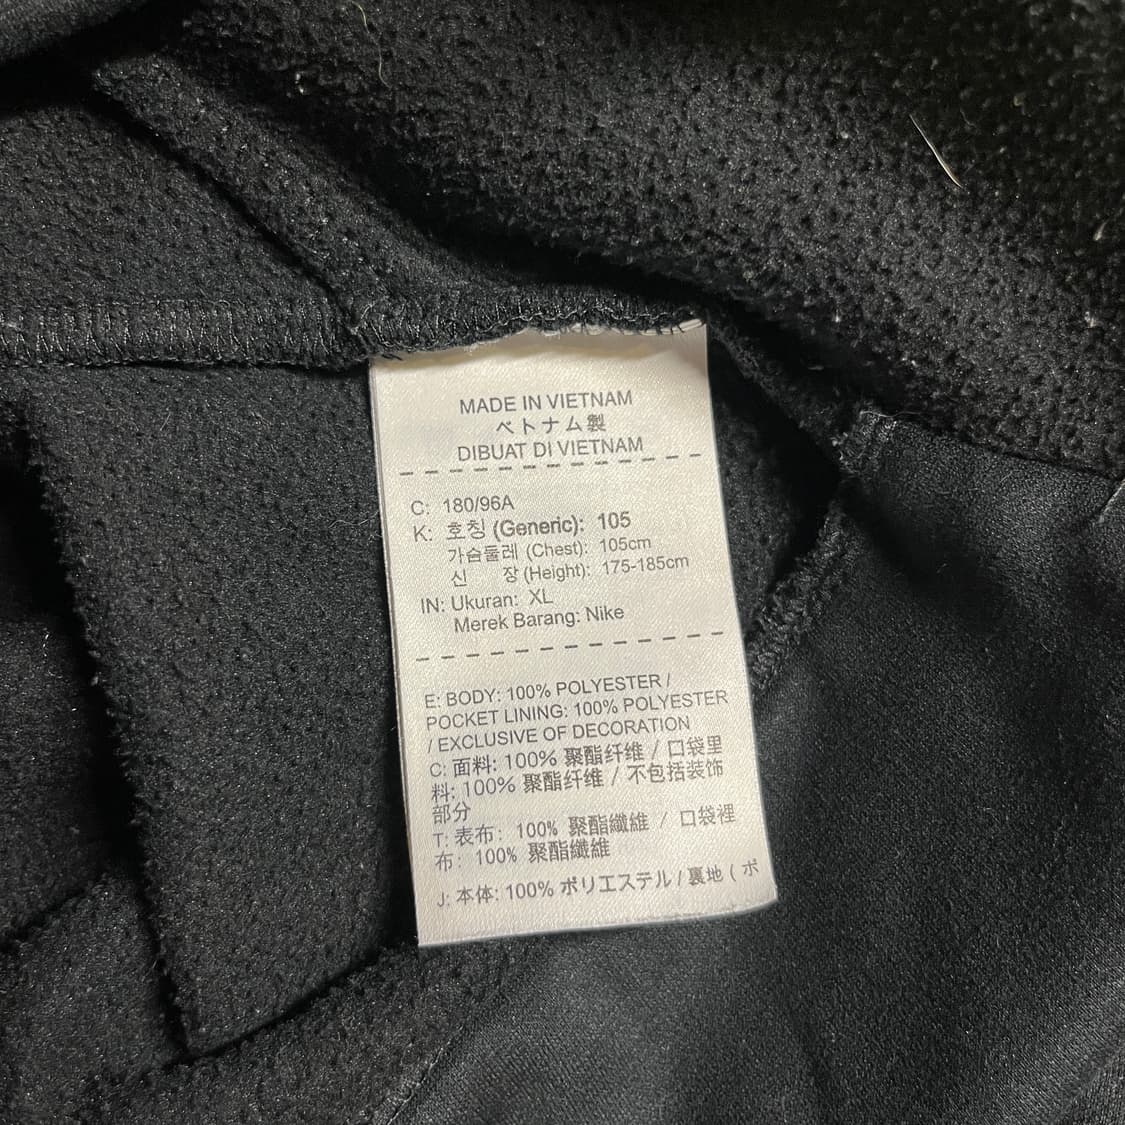 MADE IN VIETNAM
ベトナム製
DIBUAT DI VIETNAM
C: 180/96A
K: 호칭 (Generic): 105
가슴둘레 (Chest): 105cm
신 장 (Height): 175-185cm
IN: Ukuran: XL
Merek Barang: Nike
E: BODY: 100% POLYESTER /
POCKET LINING: 100% POLYESTER
/ EXCLUSIVE OF DECORATION
C: 面料: 100% 聚酯纤维 / 口袋里
料: 100% 聚酯纤维 / 不包括装饰
部分
T: 表布: 100% 聚酯纖維 / 口袋裡
布: 100% 聚酯纖維
J: 本体: 100% ポリエステル / 裏地 ( ポ